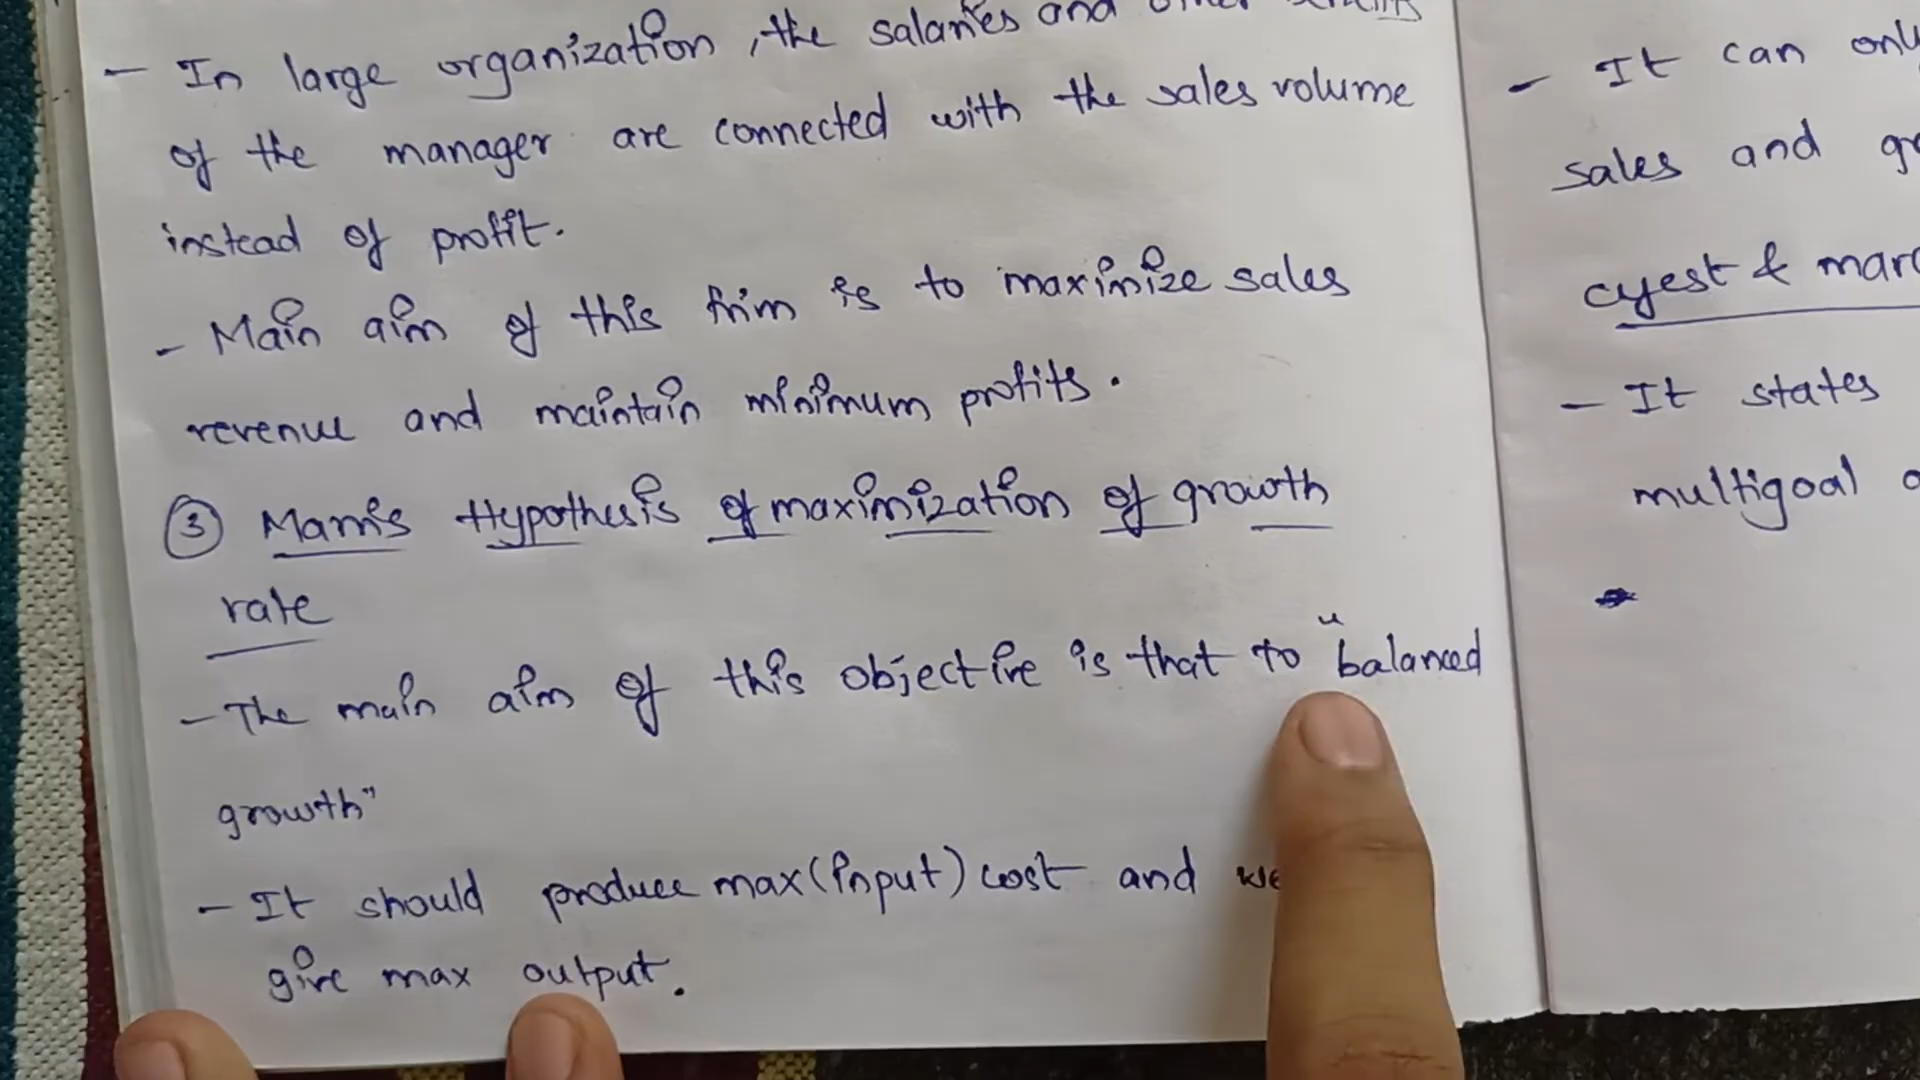 - In large organization, the salaries and other
of the manager are connected with the sales volume
instead of profit.
- Main aim of this frim is to maximize sales
revenue and maintain minimum profits.
③ Marris Hypothesis of maximization of growth
rate
- The main aim of this objective is that to "balanced
growth"
- It should produce max(input) cost and
give max output.
- It can only
sales and
cyest &
- It states
multigoal